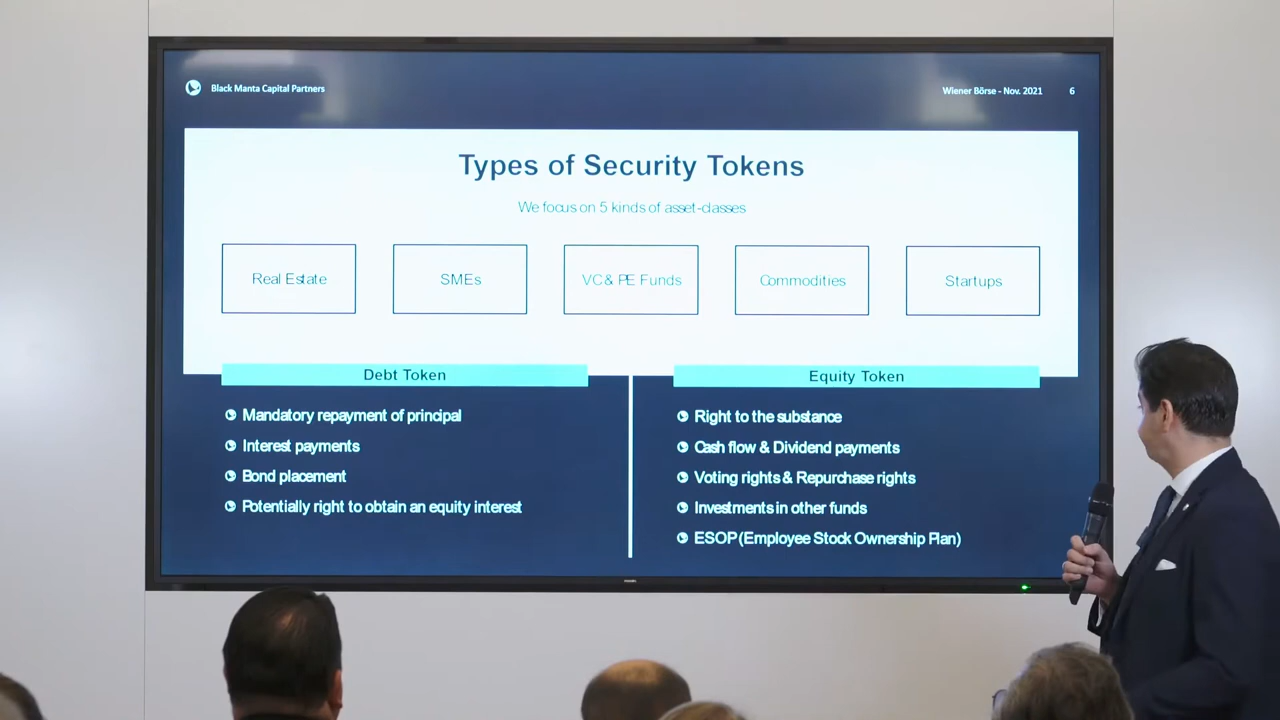 Black Manta Capital Partners
Wiener Börse - Nov. 2021 6
Types of Security Tokens
We focus on 5 kinds of asset-classes
Real Estate
SMEs
VC & PE Funds
Commodities
Startups
Debt Token
Mandatory repayment of principal
Interest payments
Bond placement
Potentially right to obtain an equity interest
Equity Token
Right to the substance
Cash flow & Dividend payments
Voting rights & Repurchase rights
Investments in other funds
ESOP (Employee Stock Ownership Plan)